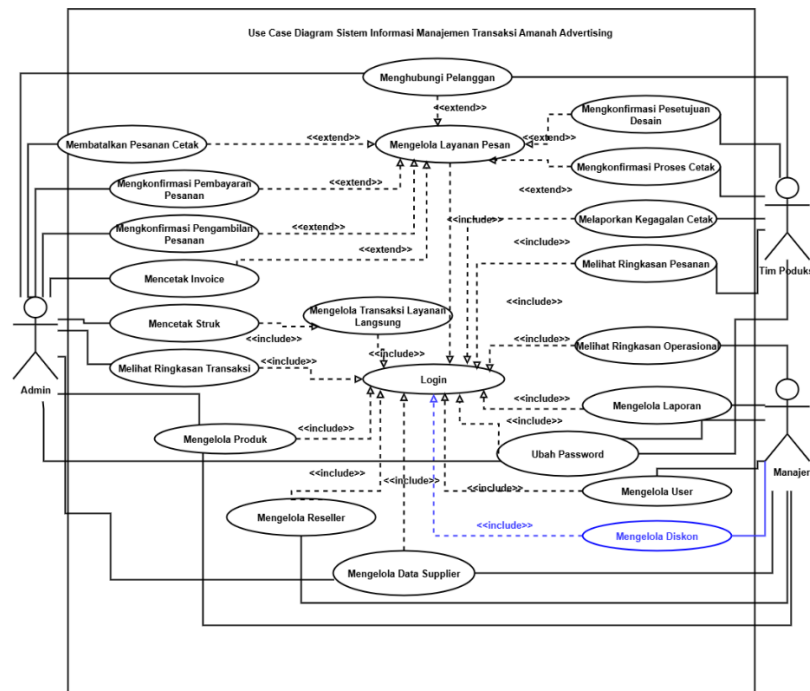 Use Case Diagram Sistem Informasi Manajemen Transaksi Amanah Advertising
Menghubungi Pelanggan
<<extend>>
Mengkonfirmasi Pesetujuan
Desain
Membatalkan Pesanan Cetak
<<extend>>
Mengelola Layanan Pesan
<<extend>>
Mengkonfirmasi Proses Cetak
Mengkonfirmasi Pembayaran
Pesanan
<<extend>>
<<extend>>
Mengkonfirmasi Pengambilan
Pesanan
<<extend>>
<<include>>
Melaporkan Kegagalan Cetak
<<extend>>
<<include>>
Melihat Ringkasan Pesanan
Tim Poduksi
Mencetak Invoice
Mengelola Transaksi Layanan
Langsung
<<include>>
Mencetak Struk
<<include>>
<<include>>
Melihat Ringkasan Operasional
Melihat Ringkasan Transaksi
<<include>>
<<include>>
Login
Admin
<<include>>
Mengelola Laporan
Mengelola Produk
<<include>>
<<include>>
Ubah Password
<<include>>
<<include>>
<<include>>
Manajer
Mengelola User
Mengelola Reseller
<<include>>
Mengelola Diskon
Mengelola Data Supplier